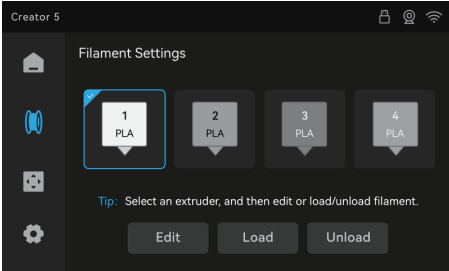 Creator 5
Filament Settings
1 2 3 4
PLA PLA PLA PLA
Tip: Select an extruder, and then edit or load/unload filament.
Edit Load Unload